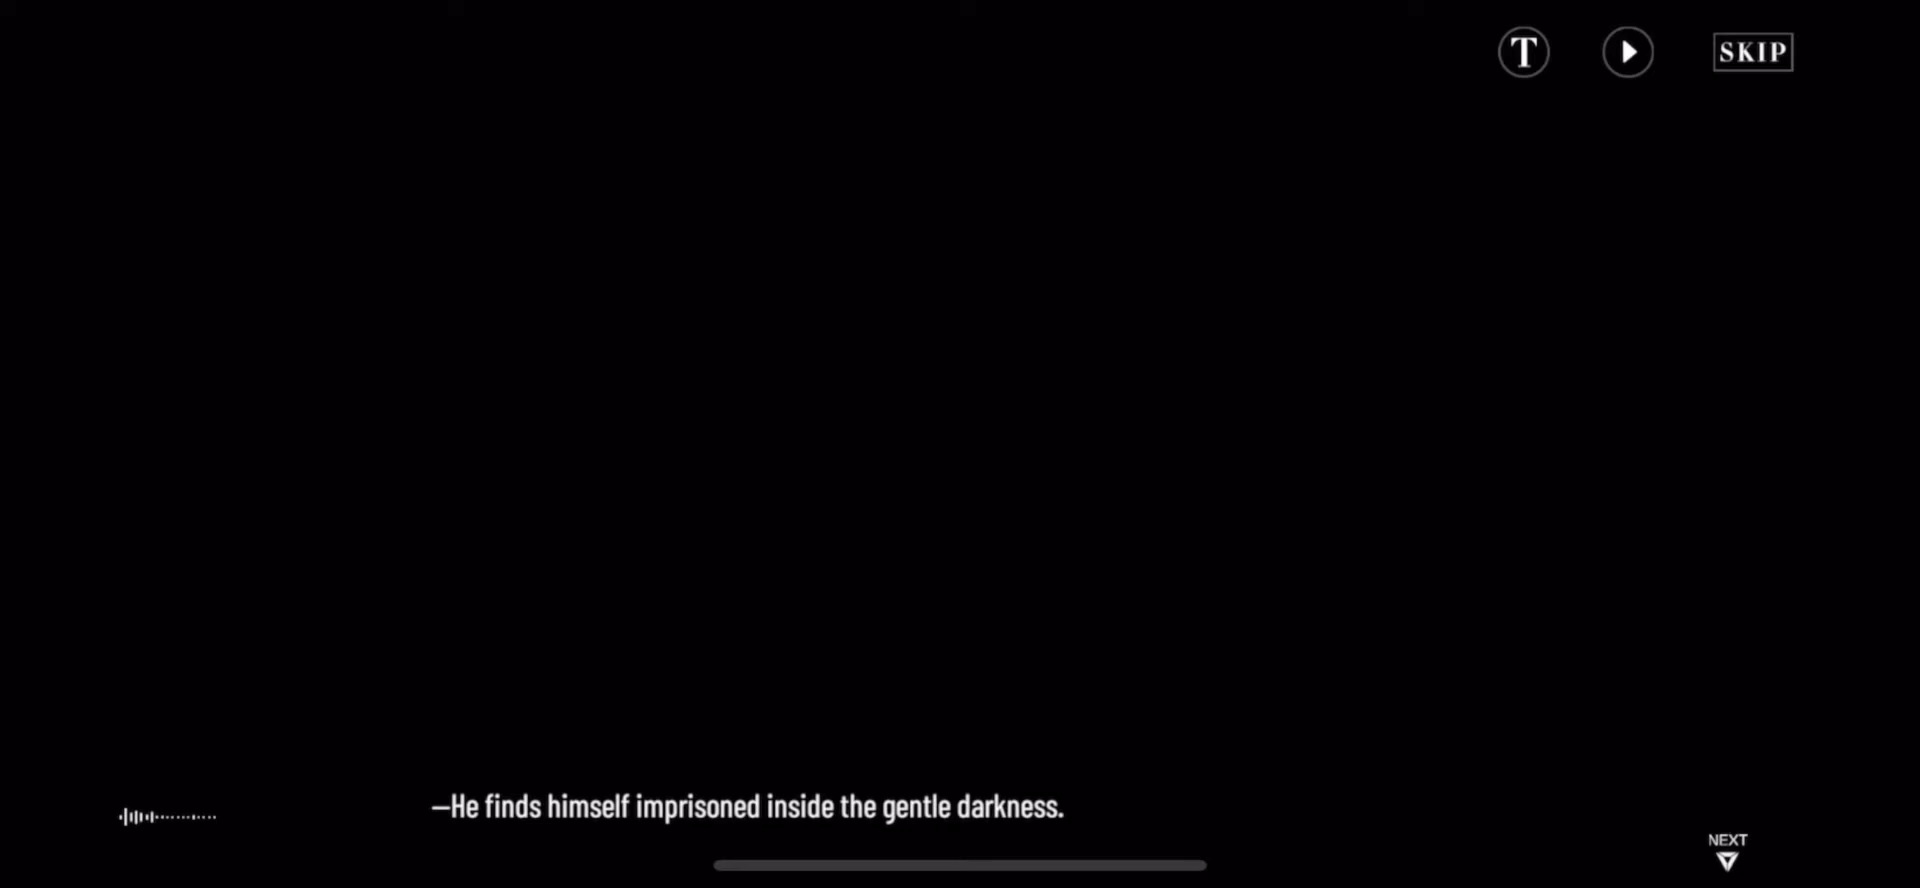 T
SKIP
—He finds himself imprisoned inside the gentle darkness.
NEXT